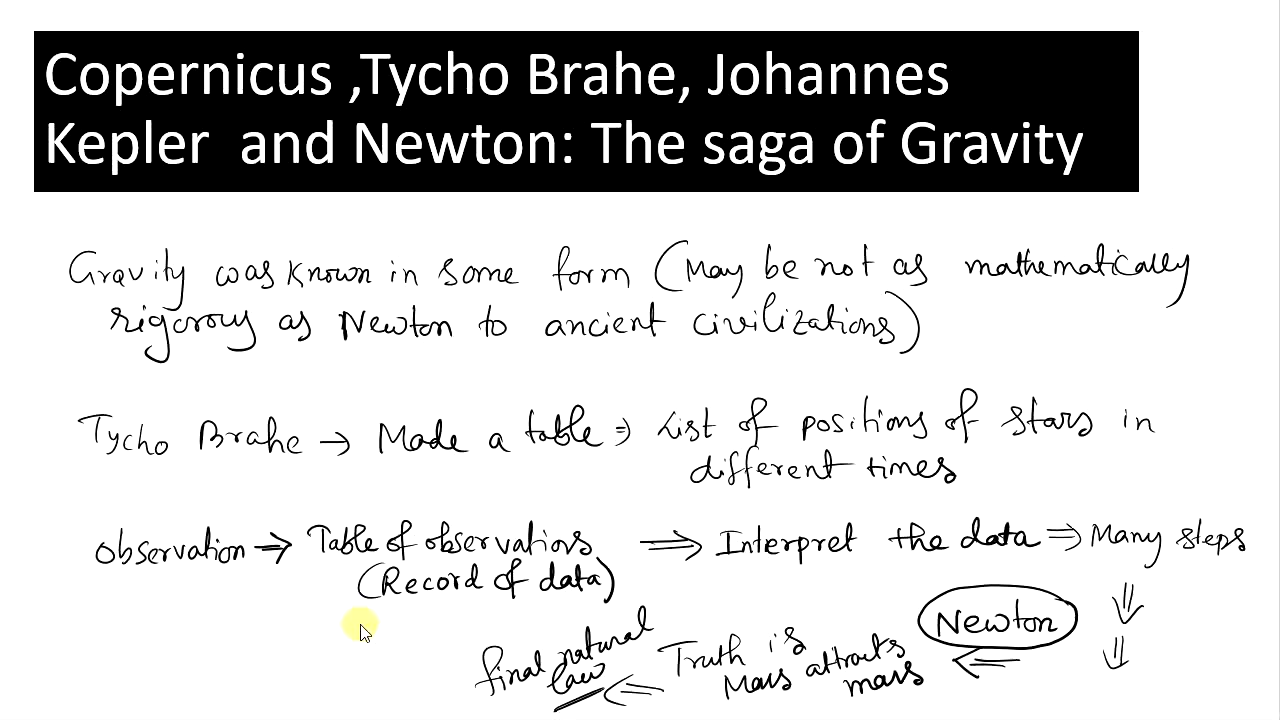 Copernicus ,Tycho Brahe, Johannes
Kepler and Newton: The saga of Gravity
Gravity was known in some form (May be not as mathematically
rigorous as Newton to ancient civilizations)
Tycho Brahe → Made a table ⇒ List of positions of stars in
different times
Observation ⇒ Table of observations ⇒ Interpret the data ⇒ Many steps
(Record of data)
⇓
Newton
⇓
⇐
Truth is
Mass attracts
mass
⇐
final natural
law